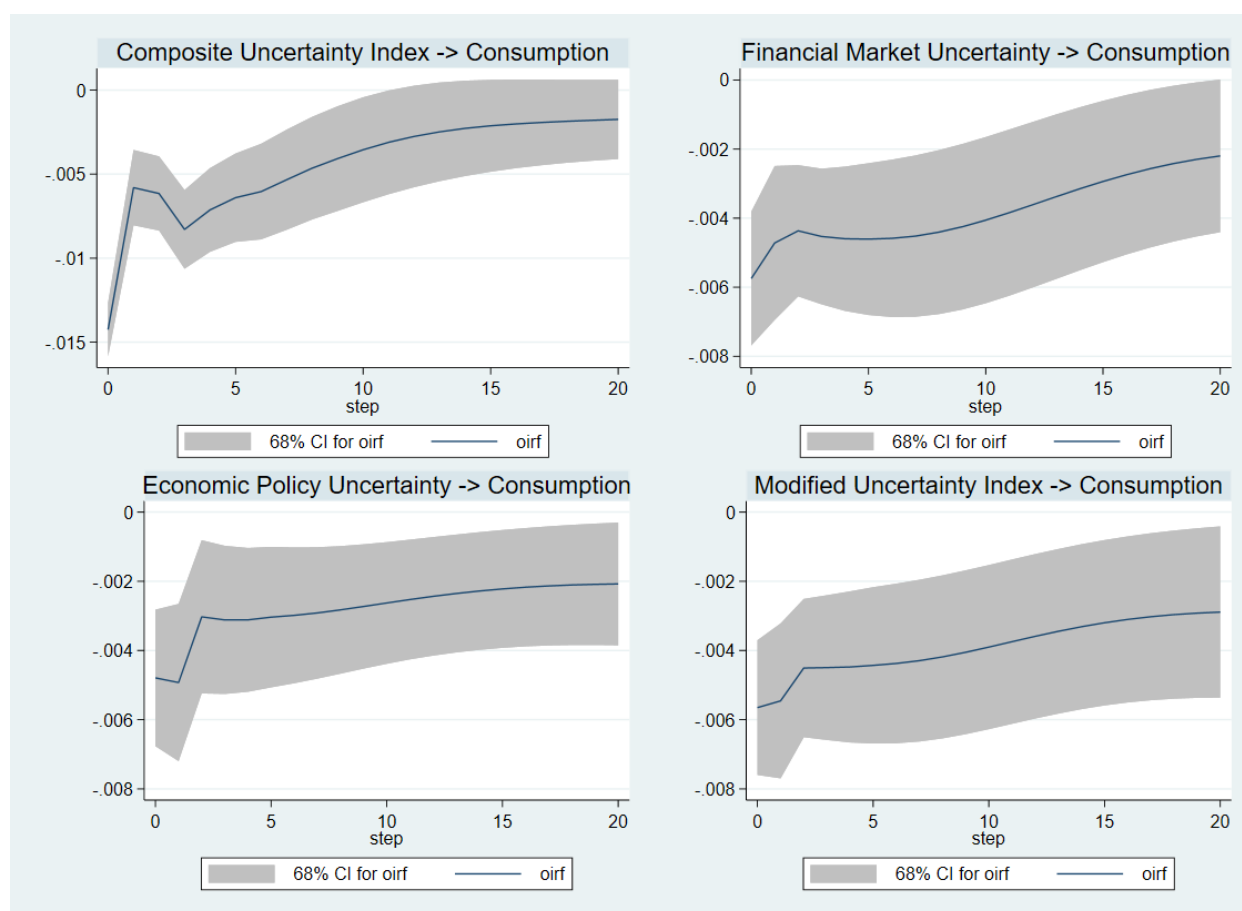 Composite Uncertainty Index -> Consumption
0
-.005
-.01
-.015
0 5 10 15 20
step
68% CI for oirf oirf
Financial Market Uncertainty -> Consumption
0
-.002
-.004
-.006
-.008
0 5 10 15 20
step
68% CI for oirf oirf
Economic Policy Uncertainty -> Consumption
0
-.002
-.004
-.006
-.008
0 5 10 15 20
step
68% CI for oirf oirf
Modified Uncertainty Index -> Consumption
0
-.002
-.004
-.006
-.008
0 5 10 15 20
step
68% CI for oirf oirf